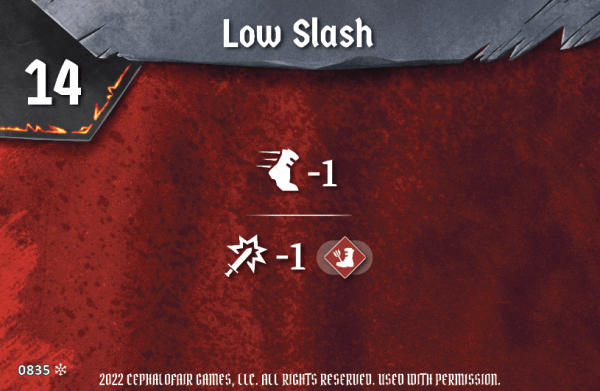 Low Slash
14
-1
-1
0835
2022 CEPHALOFAIR GAMES, LLC. ALL RIGHTS RESERVED. USED WITH PERMISSION.